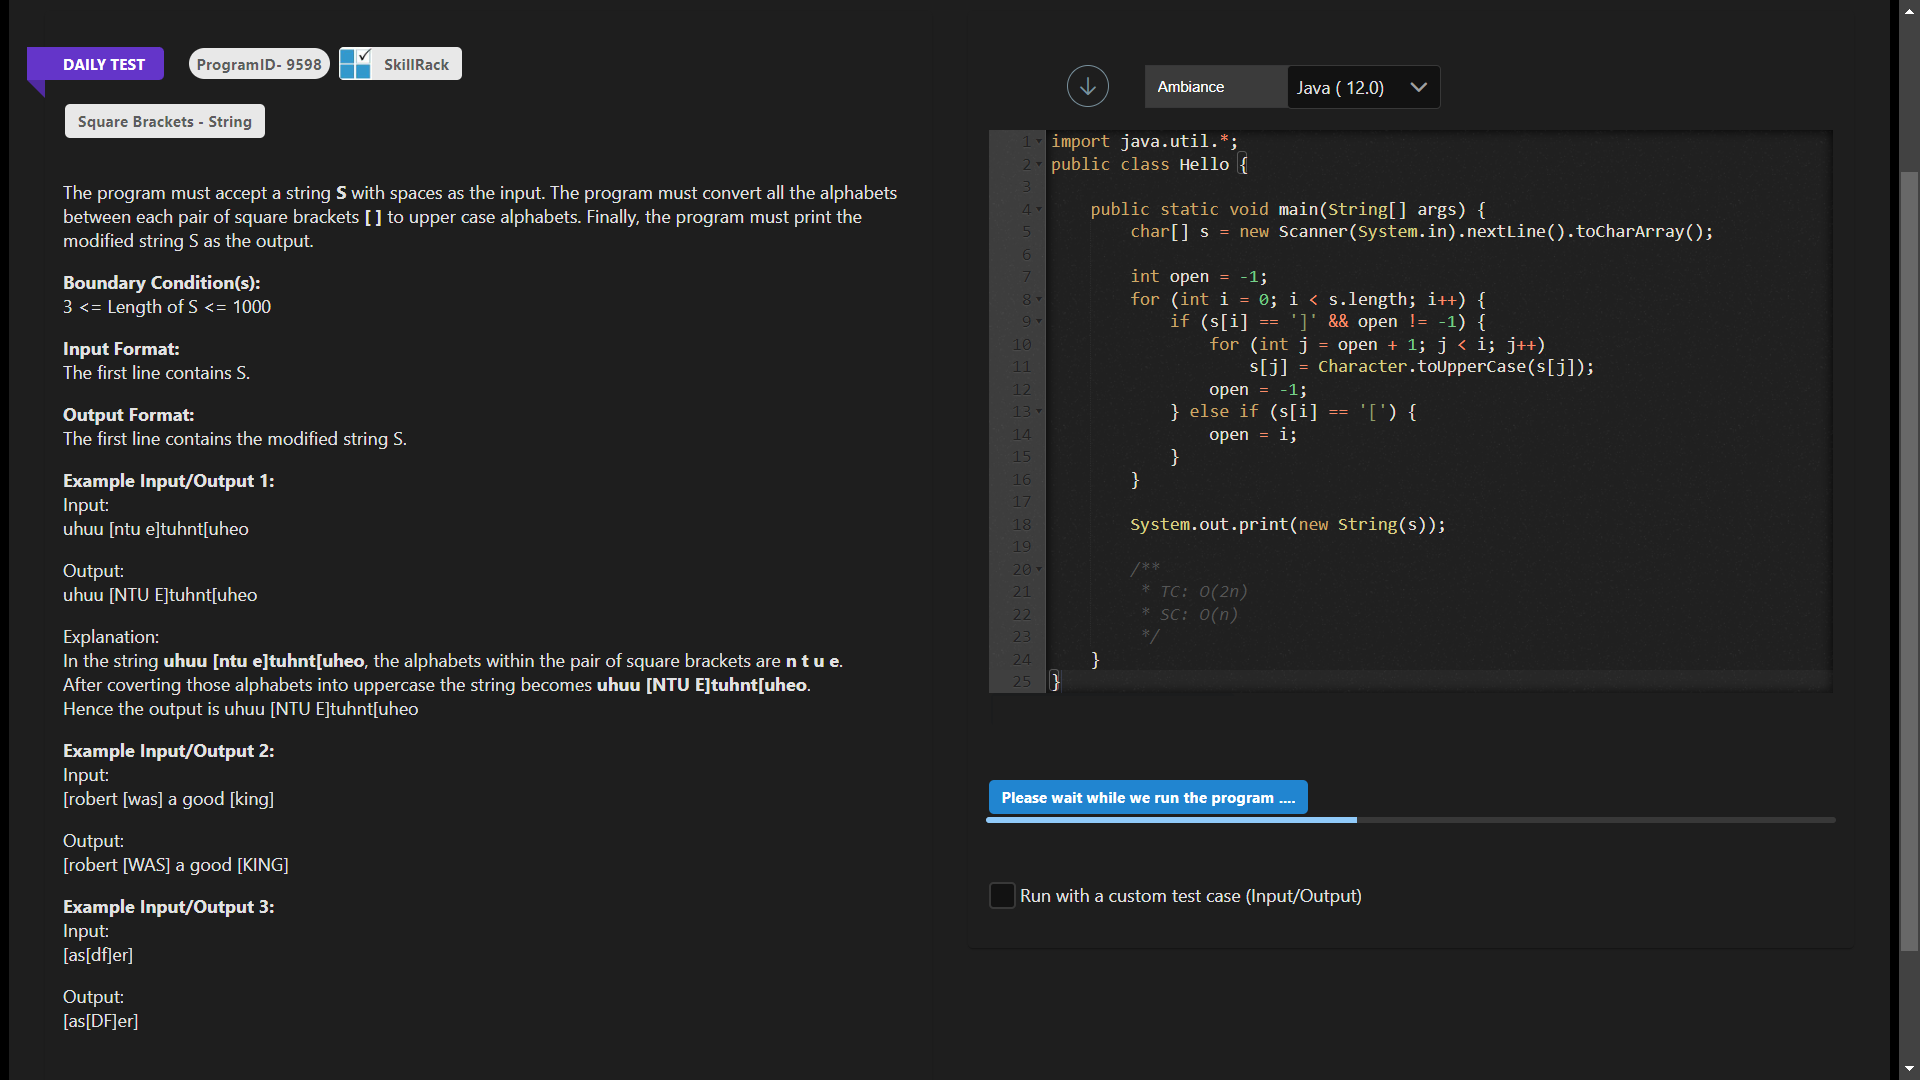 DAILY TEST
ProgramID- 9598
SkillRack
Square Brackets - String
The program must accept a string S with spaces as the input. The program must convert all the alphabets
between each pair of square brackets [ ] to upper case alphabets. Finally, the program must print the
modified string S as the output.
Boundary Condition(s):
3 <= Length of S <= 1000
Input Format:
The first line contains S.
Output Format:
The first line contains the modified string S.
Example Input/Output 1:
Input:
uhuu [ntu e]tuhnt[uheo
Output:
uhuu [NTU E]tuhnt[uheo
Explanation:
In the string uhuu [ntu e]tuhnt[uheo, the alphabets within the pair of square brackets are n t u e.
After coverting those alphabets into uppercase the string becomes uhuu [NTU E]tuhnt[uheo.
Hence the output is uhuu [NTU E]tuhnt[uheo
Example Input/Output 2:
Input:
[robert [was] a good [king]
Output:
[robert [WAS] a good [KING]
Example Input/Output 3:
Input:
[as[df]er]
Output:
[as[DF]er]
Ambiance
Java ( 12.0)
1 import java.util.*;
2 public class Hello {
3
4 public static void main(String[] args) {
5 char[] s = new Scanner(System.in).nextLine().toCharArray();
6
7 int open = -1;
8 for (int i = 0; i < s.length; i++) {
9 if (s[i] == ']' && open != -1) {
10 for (int j = open + 1; j < i; j++)
11 s[j] = Character.toUpperCase(s[j]);
12 open = -1;
13 } else if (s[i] == '[') {
14 open = i;
15 }
16 }
17
18 System.out.print(new String(s));
19
20 /**
21 * TC: O(2n)
22 * SC: O(n)
23 */
24 }
25 }
Please wait while we run the program ....
Run with a custom test case (Input/Output)